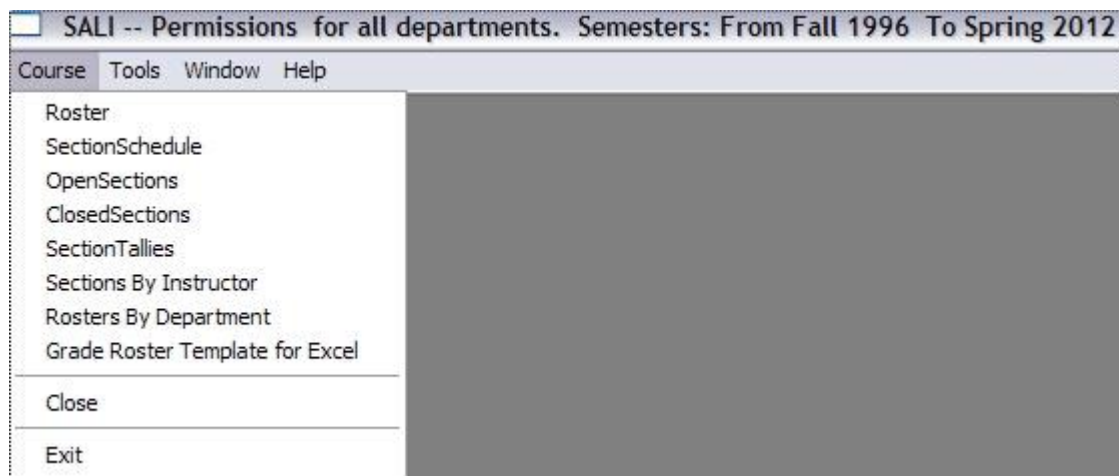 SALI -- Permissions for all departments. Semesters: From Fall 1996 To Spring 2012
Course Tools Window Help
Roster
SectionSchedule
OpenSections
ClosedSections
SectionTallies
Sections By Instructor
Rosters By Department
Grade Roster Template for Excel
Close
Exit